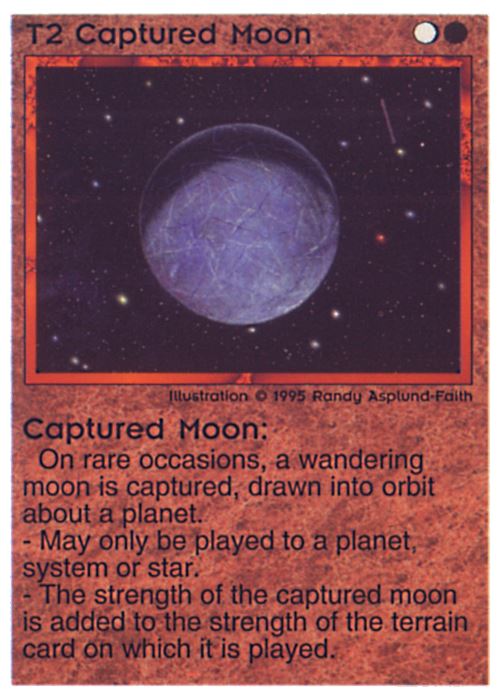 T2 Captured Moon
Illustration © 1995 Randy Asplund-Faith
Captured Moon:
On rare occasions, a wandering
moon is captured, drawn into orbit
about a planet.
- May only be played to a planet,
system or star.
- The strength of the captured moon
is added to the strength of the terrain
card on which it is played.